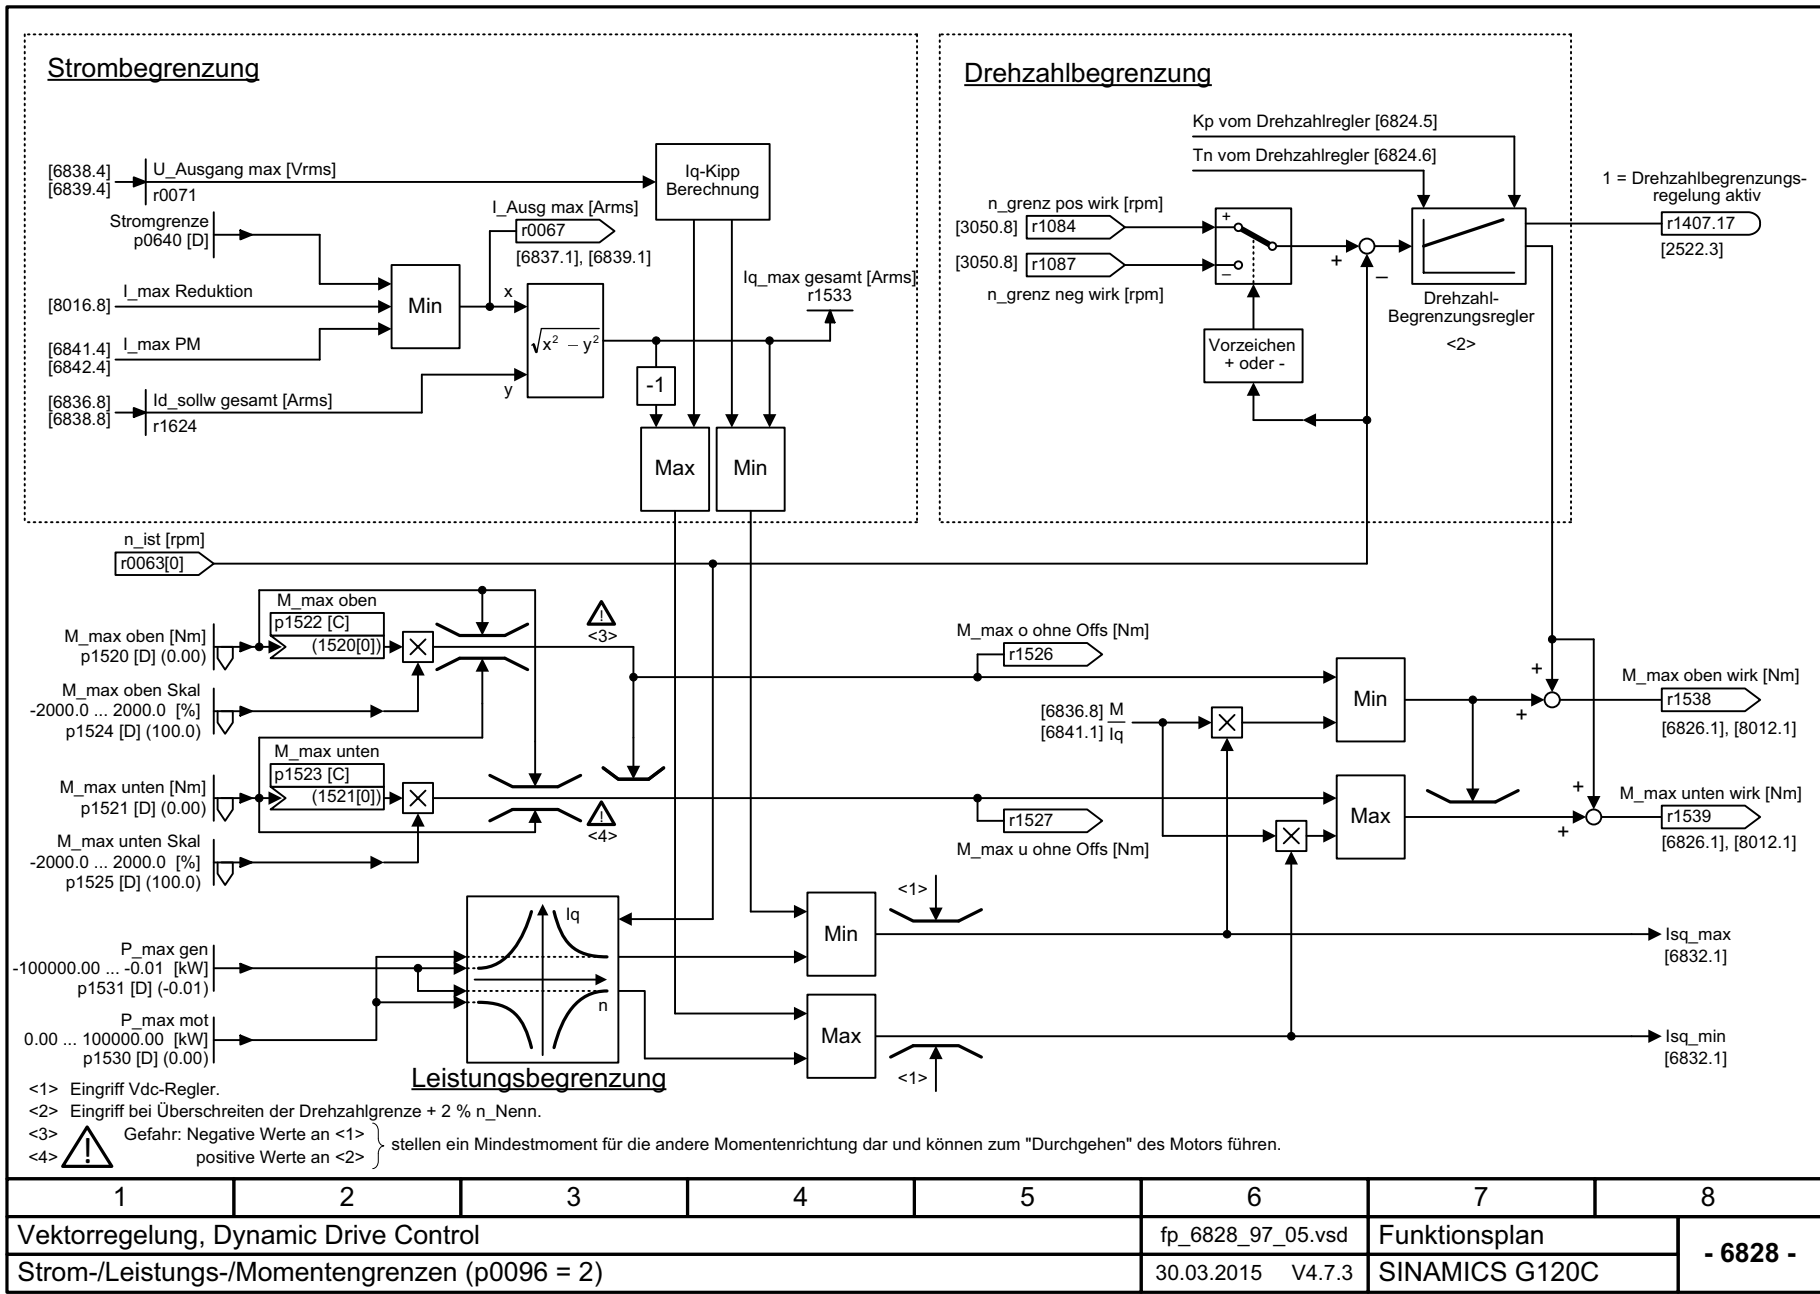 Strombegrenzung
[6838.4]
[6839.4]
U_Ausgang max [Vrms]
r0071
Stromgrenze
p0640 [D]
[8016.8]
I_max Reduktion
[6841.4]
[6842.4]
I_max PM
[6836.8]
[6838.8]
Id_sollw gesamt [Arms]
r1624
Min
I_Ausg max [Arms]
r0067
[6837.1], [6839.1]
x
y
√x² – y²
Iq-Kipp
Berechnung
Iq_max gesamt [Arms]
r1533
-1
Max
Min
Drehzahlbegrenzung
Kp vom Drehzahlregler [6824.5]
Tn vom Drehzahlregler [6824.6]
n_grenz pos wirk [rpm]
[3050.8]
r1084
[3050.8]
r1087
n_grenz neg wirk [rpm]
+
–
+
–
Vorzeichen
+ oder -
Drehzahl-
Begrenzungsregler
<2>
1 = Drehzahlbegrenzungs-
regelung aktiv
r1407.17
[2522.3]
n_ist [rpm]
r0063[0]
M_max oben
p1522 [C]
(1520[0])
M_max oben [Nm]
p1520 [D] (0.00)
M_max oben Skal
-2000.0 ... 2000.0 [%]
p1524 [D] (100.0)
M_max unten
p1523 [C]
(1521[0])
M_max unten [Nm]
p1521 [D] (0.00)
M_max unten Skal
-2000.0 ... 2000.0 [%]
p1525 [D] (100.0)
!
<3>
!
<4>
M_max o ohne Offs [Nm]
r1526
[6836.8]
[6841.1]
M
Iq
r1527
M_max u ohne Offs [Nm]
Min
Max
+
+
+
+
M_max oben wirk [Nm]
r1538
[6826.1], [8012.1]
M_max unten wirk [Nm]
r1539
[6826.1], [8012.1]
P_max gen
-100000.00 ... -0.01 [kW]
p1531 [D] (-0.01)
P_max mot
0.00 ... 100000.00 [kW]
p1530 [D] (0.00)
Iq
n
Leistungsbegrenzung
Min
Max
<1>
<1>
Isq_max
[6832.1]
Isq_min
[6832.1]
<1> Eingriff Vdc-Regler.
<2> Eingriff bei Überschreiten der Drehzahlgrenze + 2 % n_Nenn.
<3> Gefahr: Negative Werte an <1>
<4> ! positive Werte an <2>
stellen ein Mindestmoment für die andere Momentenrichtung dar und können zum "Durchgehen" des Motors führen.
1 2 3 4 5 6 7 8
Vektorregelung, Dynamic Drive Control
fp_6828_97_05.vsd
Funktionsplan
- 6828 -
Strom-/Leistungs-/Momentengrenzen (p0096 = 2)
30.03.2015 V4.7.3
SINAMICS G120C